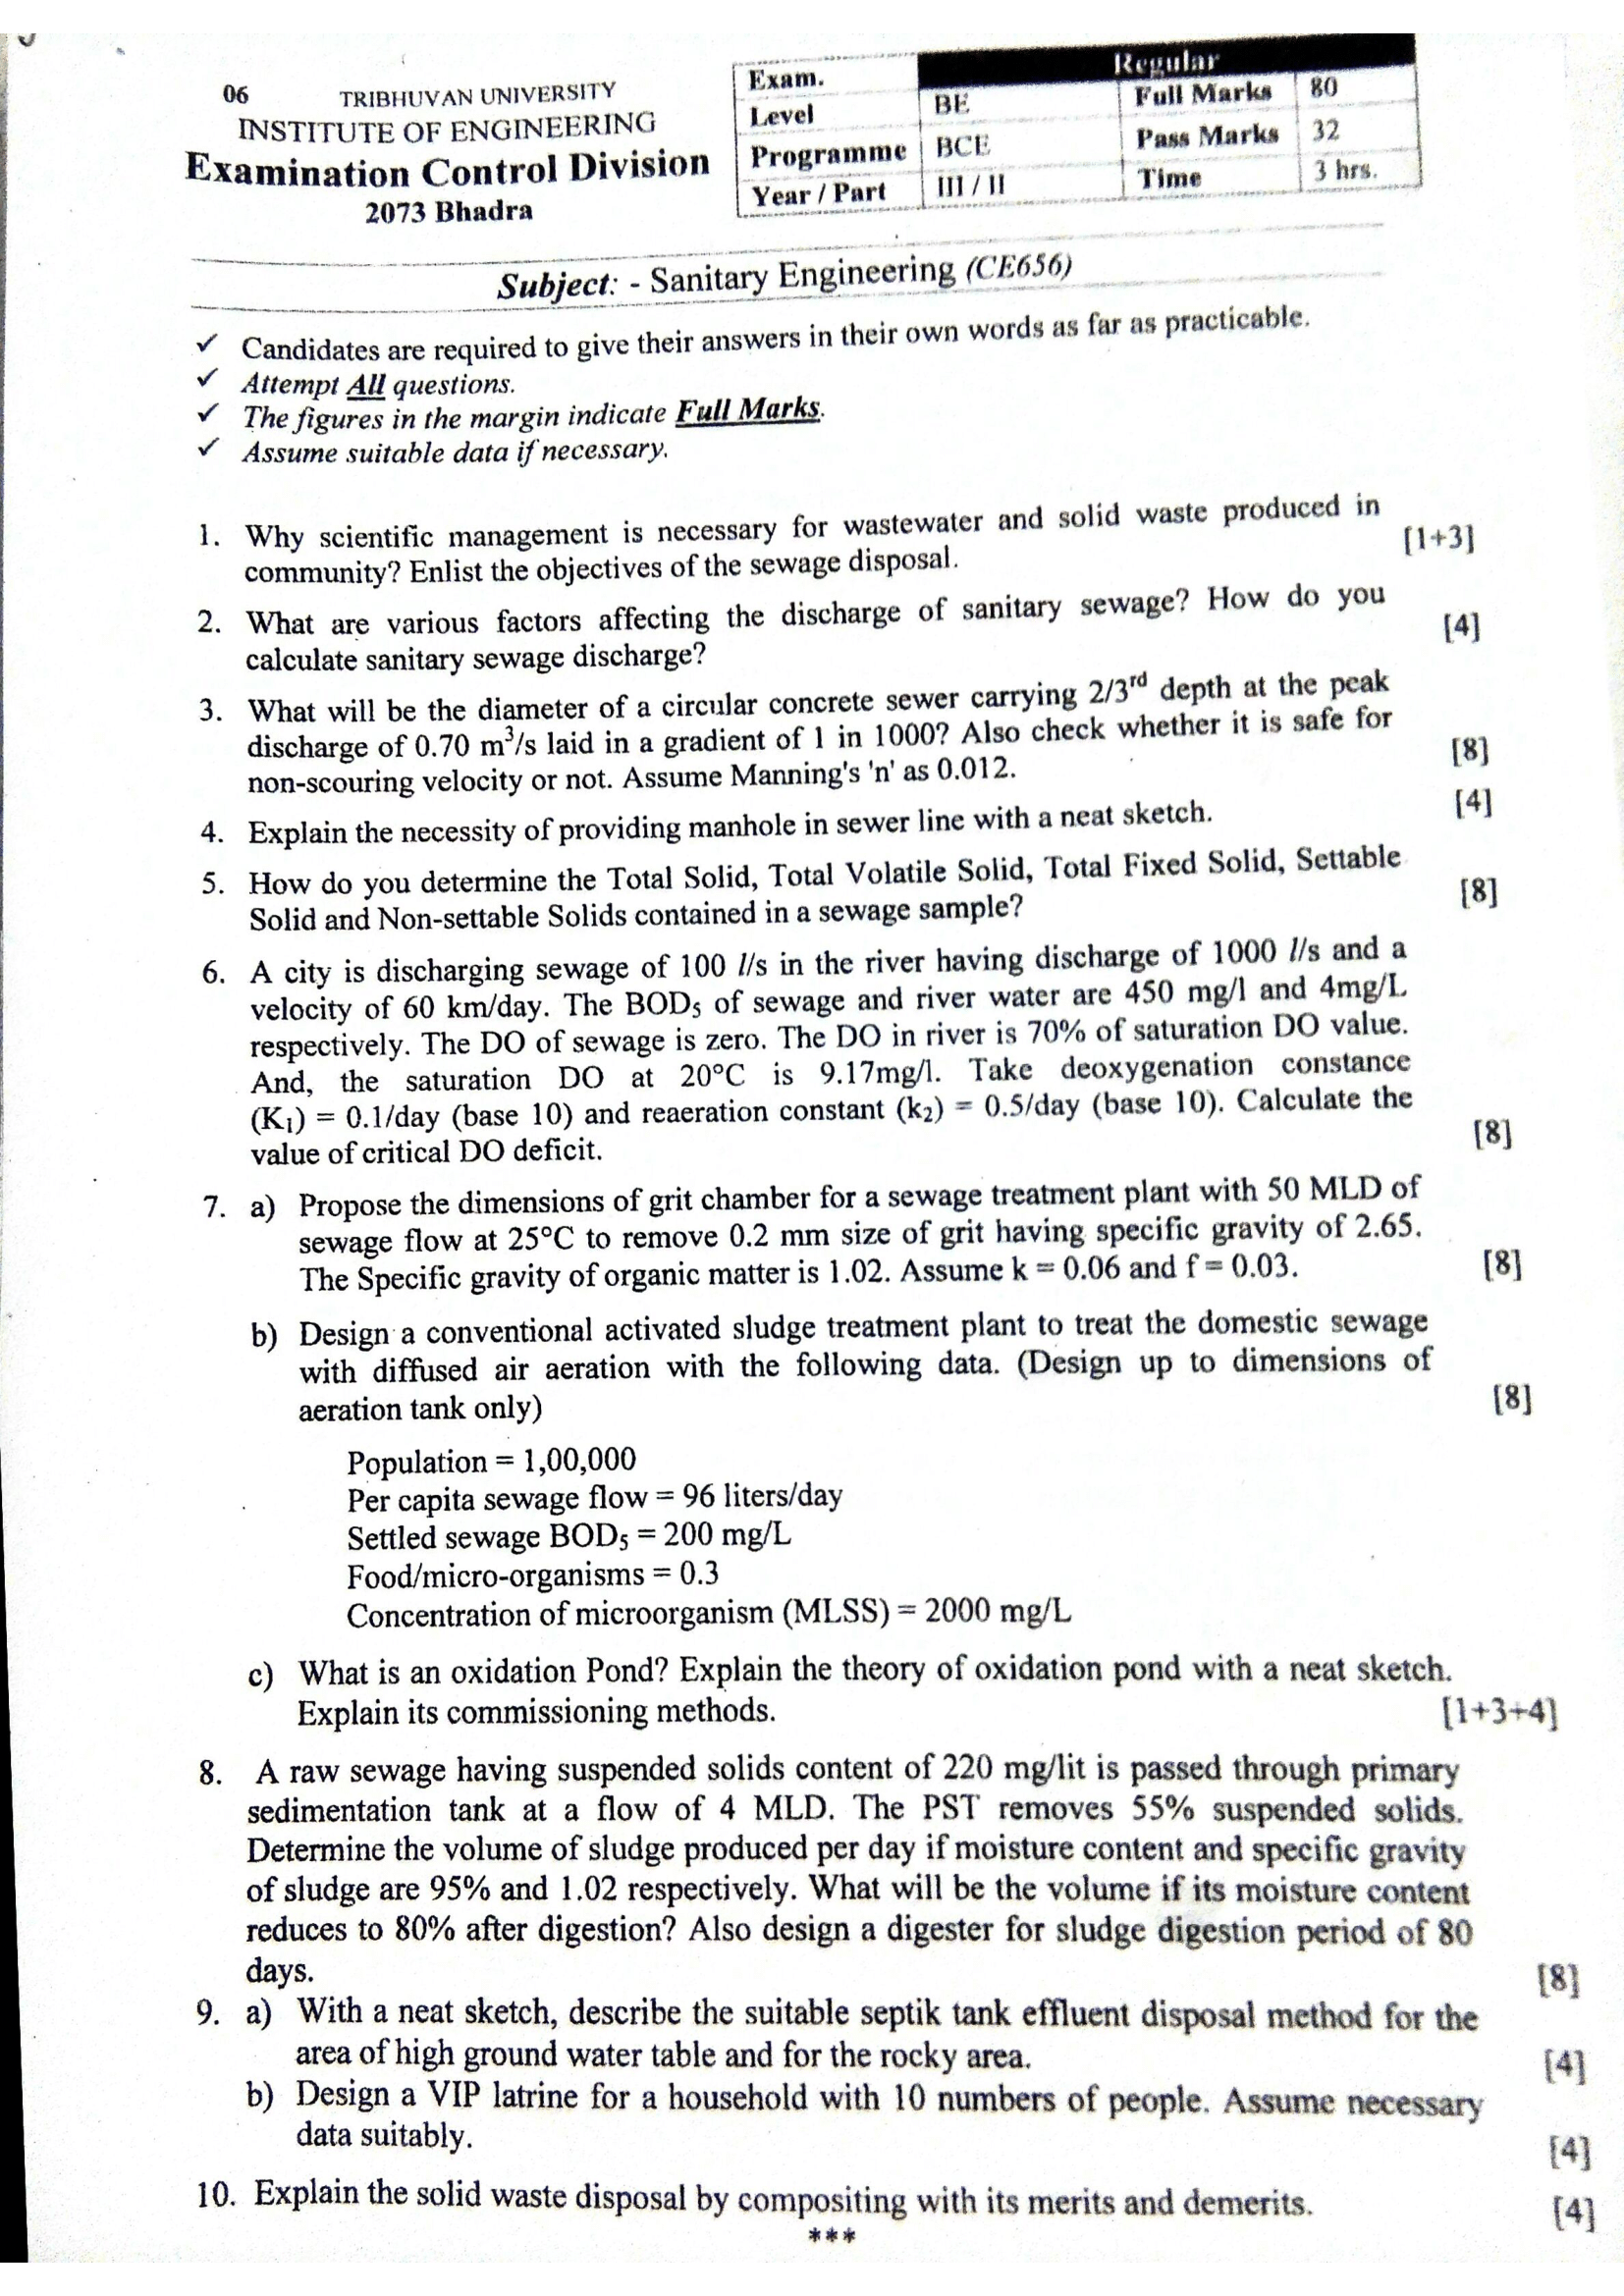 06 TRIBHUVAN UNIVERSITY
INSTITUTE OF ENGINEERING
Examination Control Division
2073 Bhadra
Exam. Regular
Level BE Full Marks 80
Programme BCE Pass Marks 32
Year / Part III / II Time 3 hrs.
Subject: - Sanitary Engineering (CE656)
✓ Candidates are required to give their answers in their own words as far as practicable.
✓ Attempt All questions.
✓ The figures in the margin indicate Full Marks.
✓ Assume suitable data if necessary.
1. Why scientific management is necessary for wastewater and solid waste produced in
community? Enlist the objectives of the sewage disposal. [1+3]
2. What are various factors affecting the discharge of sanitary sewage? How do you
calculate sanitary sewage discharge? [4]
3. What will be the diameter of a circular concrete sewer carrying 2/3rd depth at the peak
discharge of 0.70 m³/s laid in a gradient of 1 in 1000? Also check whether it is safe for
non-scouring velocity or not. Assume Manning's 'n' as 0.012. [8]
4. Explain the necessity of providing manhole in sewer line with a neat sketch. [4]
5. How do you determine the Total Solid, Total Volatile Solid, Total Fixed Solid, Settable
Solid and Non-settable Solids contained in a sewage sample? [8]
6. A city is discharging sewage of 100 l/s in the river having discharge of 1000 l/s and a
velocity of 60 km/day. The BOD₅ of sewage and river water are 450 mg/l and 4mg/L
respectively. The DO of sewage is zero. The DO in river is 70% of saturation DO value.
And, the saturation DO at 20°C is 9.17mg/l. Take deoxygenation constance
(K₁) = 0.1/day (base 10) and reaeration constant (k₂) = 0.5/day (base 10). Calculate the
value of critical DO deficit. [8]
7. a) Propose the dimensions of grit chamber for a sewage treatment plant with 50 MLD of
sewage flow at 25°C to remove 0.2 mm size of grit having specific gravity of 2.65.
The Specific gravity of organic matter is 1.02. Assume k = 0.06 and f = 0.03. [8]
b) Design a conventional activated sludge treatment plant to treat the domestic sewage
with diffused air aeration with the following data. (Design up to dimensions of
aeration tank only) [8]
Population = 1,00,000
Per capita sewage flow = 96 liters/day
Settled sewage BOD₅ = 200 mg/L
Food/micro-organisms = 0.3
Concentration of microorganism (MLSS) = 2000 mg/L
c) What is an oxidation Pond? Explain the theory of oxidation pond with a neat sketch.
Explain its commissioning methods. [1+3+4]
8. A raw sewage having suspended solids content of 220 mg/lit is passed through primary
sedimentation tank at a flow of 4 MLD. The PST removes 55% suspended solids.
Determine the volume of sludge produced per day if moisture content and specific gravity
of sludge are 95% and 1.02 respectively. What will be the volume if its moisture content
reduces to 80% after digestion? Also design a digester for sludge digestion period of 80
days. [8]
9. a) With a neat sketch, describe the suitable septik tank effluent disposal method for the
area of high ground water table and for the rocky area. [4]
b) Design a VIP latrine for a household with 10 numbers of people. Assume necessary
data suitably. [4]
10. Explain the solid waste disposal by compositing with its merits and demerits. [4]
***